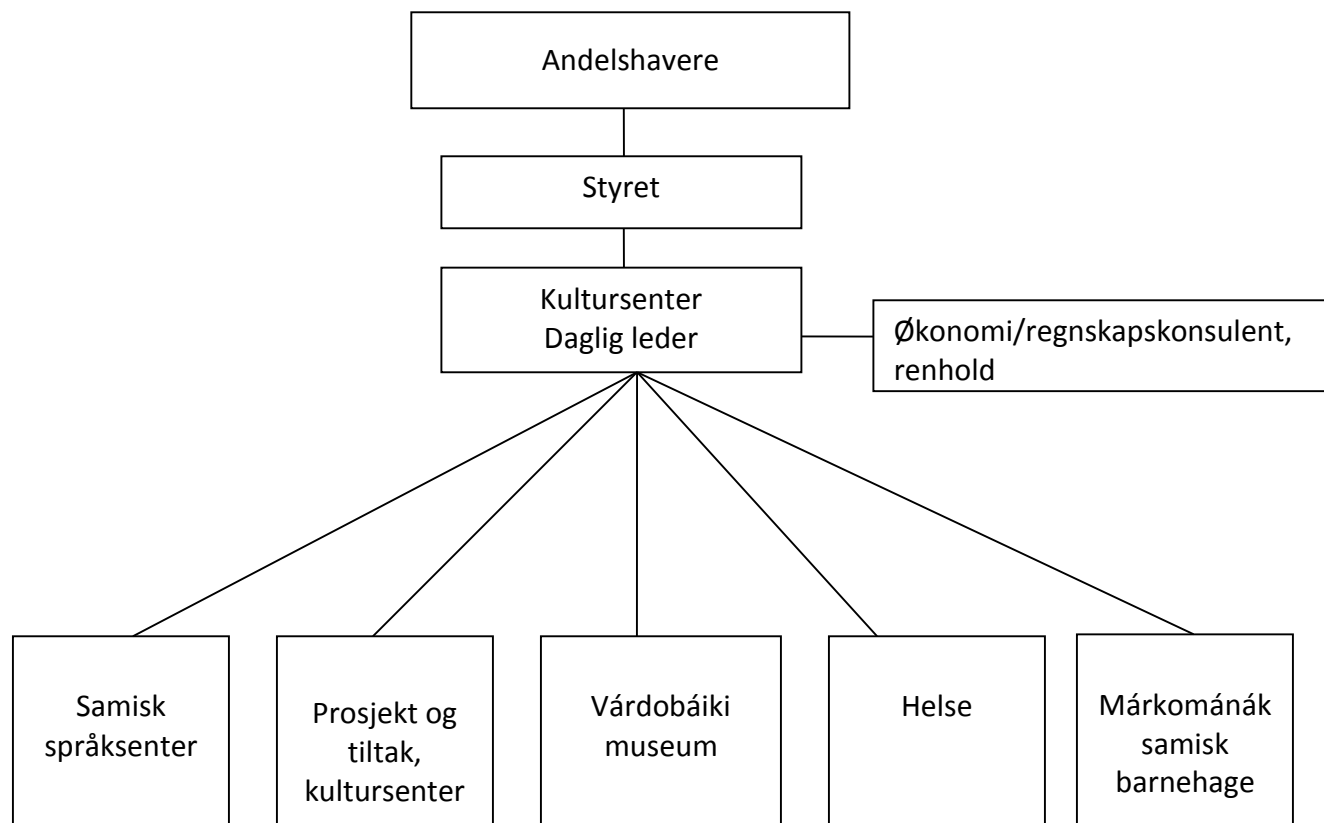 Andelshavere
Styret
Kultursenter
Daglig leder
Økonomi/regnskapskonsulent,
renhold
Samisk
språksenter
Prosjekt og
tiltak,
kultursenter
Várdobáiki
museum
Helse
Márkománák
samisk
barnehage